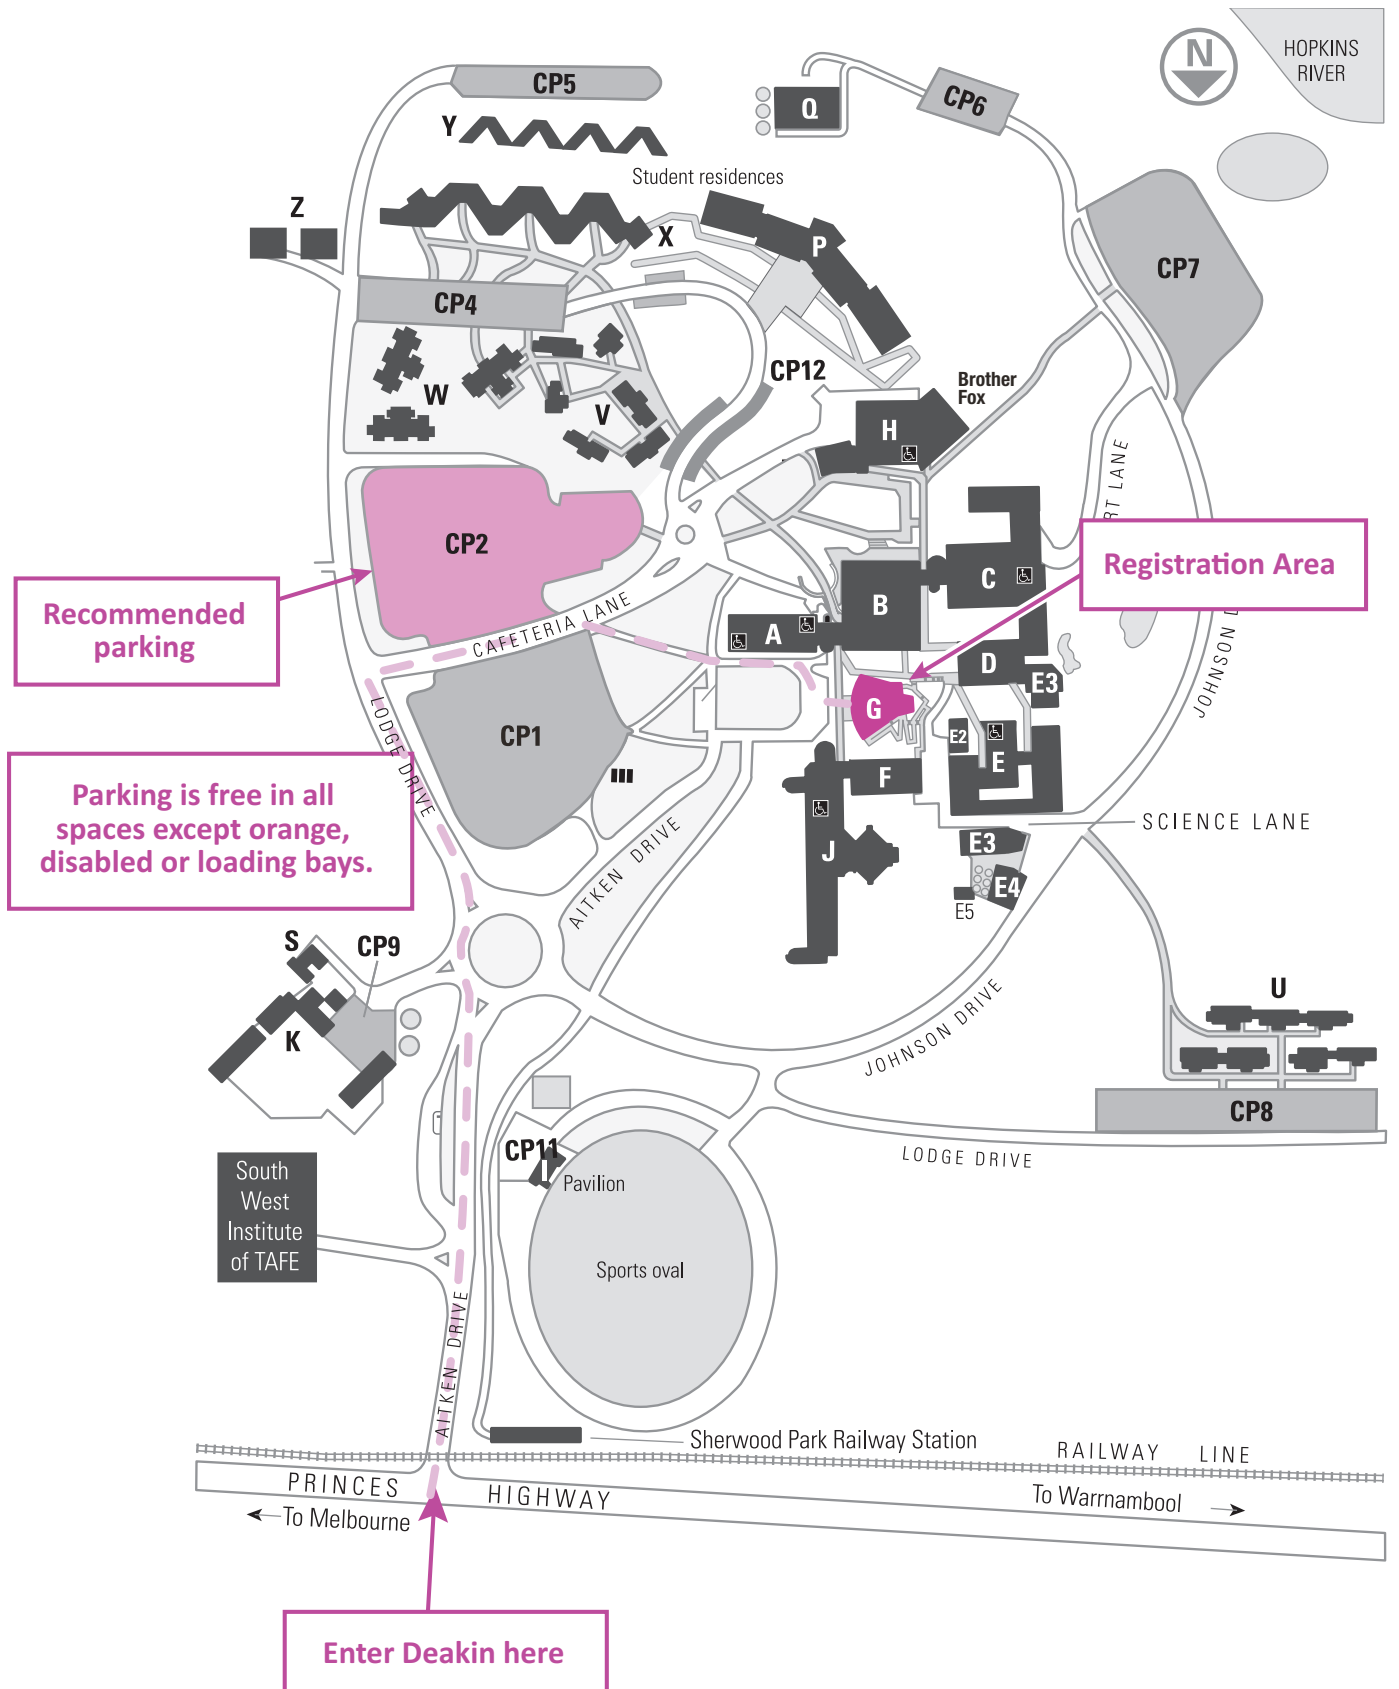 N
HOPKINS
RIVER
CP5
Y
Q
CP6
Student residences
Z
X
P
CP7
CP4
CP12
W
V
Brother
Fox
H
CP2
C
Registration Area
Recommended
parking
CAFETERIA LANE
A
B
D
E3
JOHNSON D
LODGE DRIVE
CP1
G
E2
E
Parking is free in all
spaces except orange,
disabled or loading bays.
F
SCIENCE LANE
AITKEN DRIVE
J
E3
E4
E5
S
CP9
K
U
JOHNSON DRIVE
CP8
LODGE DRIVE
CP11
Pavilion
South
West
Institute
of TAFE
Sports oval
AITKEN DRIVE
Sherwood Park Railway Station
RAILWAY LINE
PRINCES HIGHWAY
To Melbourne
To Warrnambool
Enter Deakin here